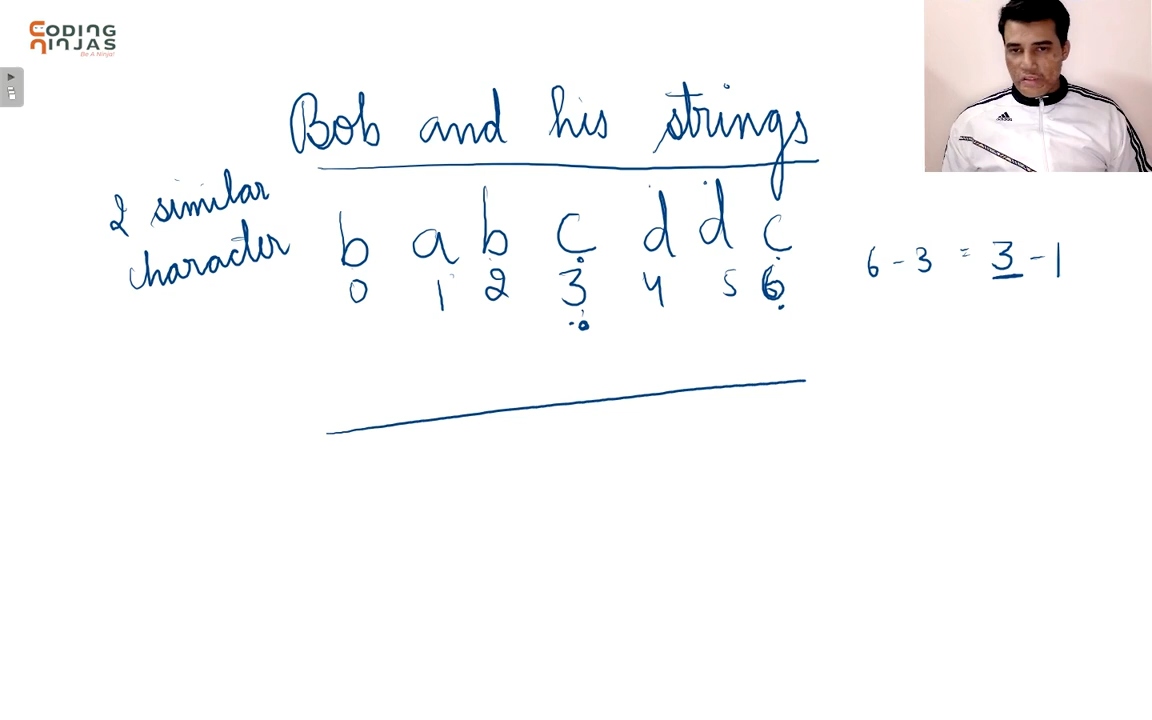 CODING
NINJAS
Be A Ninja!
Bob and his strings
2 similar
character
b a b c d d c
0 1 2 3 4 5 6
6 - 3 = 3 - 1